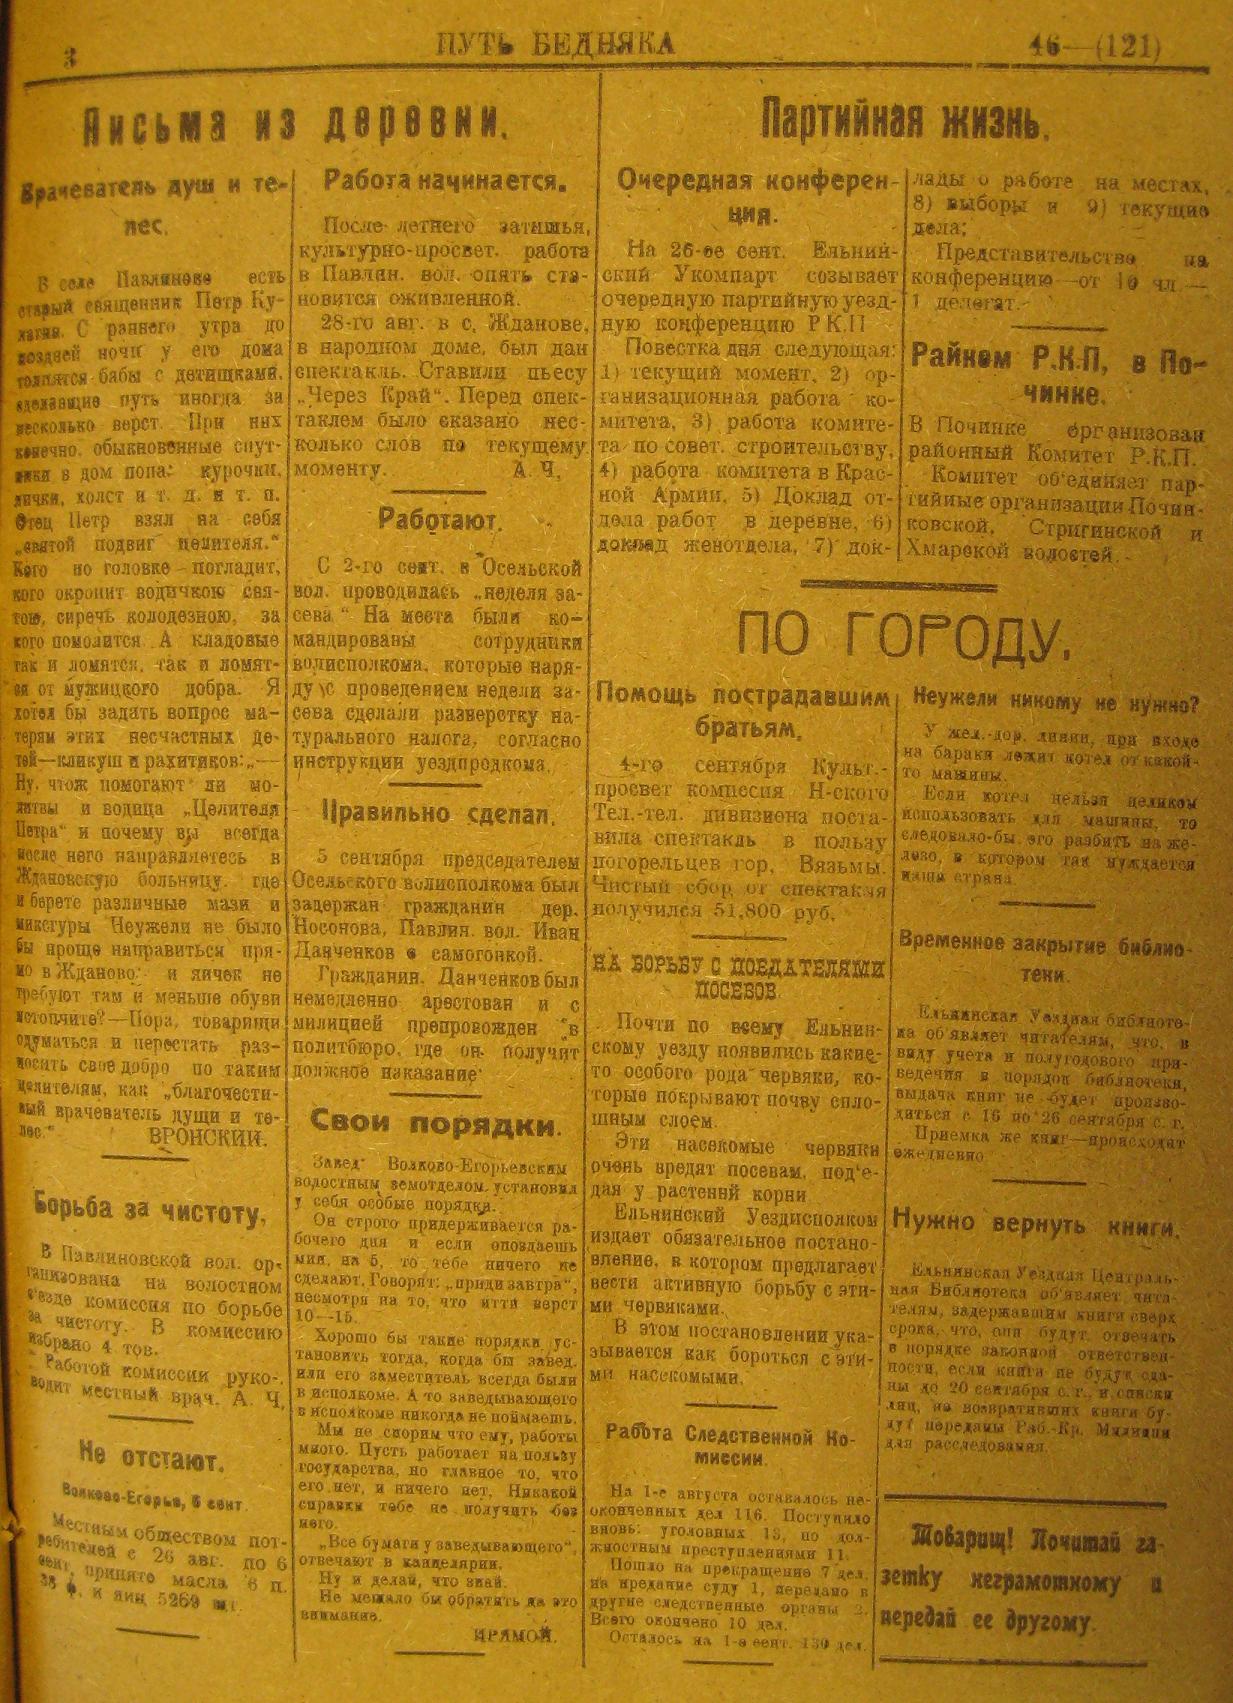 3
ПУТЬ БЕДНЯКА
46—(121)
Письма из деревни.
Врачеватель душ и те-
лес.
В селе Павлинове есть
старый священник Петр Ку-
лагин. С раннего утра до
поздней ночи у его дома
толпятся бабы с детишками,
сделавшие путь иногда за
несколько верст. При них
конечно, обыкновенные спут-
ники в дом попа: курочки,
яички, холст и т. д. и т. п.
Отец Петр взял на себя
„святой подвиг целителя."
Кого по головке погладит,
кого окропит водичкою свя-
тою, сиречь колодезною, за
кого помолится. А кладовые
так и ломятся, так и ломят-
ся от мужицкого добра. Я
хотел бы задать вопрос ма-
терям этих несчастных де-
тей—кликуш и рахитиков:„—
Ну, чтож помогают ли мо-
литвы и водица „Целителя
Петра" и почему вы всегда
после него направляетесь в
Ждановскую больницу, где
и берете различные мази и
микстуры Неужели не было
бы проще направиться пря-
мо в Жданово: и яичек не
требуют там и меньше обуви
истопчите?—Пора, товарищи
одуматься и перестать раз-
носить свое добро по таким
целителям, как „благочести-
вый врачеватель души и те-
лес."
ВРОНСКИЙ.
Борьба за чистоту.
В Павлиновской вол. ор-
ганизована на волостном
с'езде комиссия по борьбе
за чистоту. В комиссию
избрано 4 тов.
Работой комиссии руко-
водит местный врач. А. Ч,
Не отстают.
Волково-Егорье, 6 сент.
Местным обществом пот-
ребителей с 26 авг. по 6
сент. принято масла 6 п.
38 ф. и яиц 5269 шт.
Работа начинается.
После летнего затишья,
культурно-просвет. работа
в Павлин. вол. опять ста-
новится оживленной.
28-го авг. в с. Жданове,
в народном доме, был дан
спектакль. Ставили пьесу
„Через Край". Перед спек-
таклем было сказано нес-
колько слов по текущему
моменту. А. Ч,
Работают.
С 2-го сент. в Осельской
вол. проводилась „неделя за-
сева." На места были ко-
мандированы сотрудники
волисполкома, которые наря-
ду с проведением недели за-
сева сделали разверстку на-
турального налога, согласно
инструкции уездпродкома.
Правильно сделал.
5 сентября председателем
Осельского волисполкома был
задержан гражданин дер.
Носонова, Павлин. вол. Иван
Данченков с самогонкой.
Гражданин. Данченков был
немедленно арестован и с
милицией препровожден в
политбюро, где он получит
должное наказание
Свои порядки.
Завед. Волково-Егорьевским
волостным земотделом, установил
у себя особые порядки.
Он строго придерживается ра-
бочего дня и если опоздаешь
мин. на 5, то тебе ничего не
сделают. Говорят: „приди завтра",
несмотря на то, что итти верст
10—15.
Хорошо бы такие порядки ус-
тановить тогда, когда бы завед.
или его заместитель всегда были
в исполкоме. А то заведывающего
в исполкоме никогда не поймаешь.
Мы не спорим что ему, работы
много. Пусть работает на пользу
государства, но главное то, что
его нет, и ничего нет. Никакой
справки тебе не получить без
него.
„Все бумаги у заведывающего",
отвечают в канцелярии.
Ну и делай, что знай.
Не мешало бы обратить на это
внимание.
ПРЯМОЙ.
Партийная жизнь.
Очередная конферен-
ция.
На 26-ое сент. Ельнин-
ский Укомпарт созывает
очередную партийную уезд-
ную конференцию Р К.П
Повестка дня следующая:
1) текущий момент, 2) ор-
ганизационная работа ко-
митета, 3) работа комите-
та по совет. строительству,
4) работа комитета в Крас-
ной Армии, 5) Доклад от-
дела работ в деревне, 6)
доклад женотдела, 7) док-
лады о работе на местах,
8) выборы и 9) текущие
дела;
Представительство на
конференцию—от 10 чл.—
1 делегат.
Райком Р.К.П, в По-
чинке.
В Починке организован
районный Комитет Р.К.П.
Комитет об'единяет пар-
тийные организации Почин-
ковской, Стригинской и
Хмарской волостей.
ПО ГОРОДУ.
Помощь пострадавшим
братьям.
4-го сентября Культ.-
просвет комиссия Н-ского
Тел.-тел. дивизиона поста-
вила спектакль в пользу
погорельцев гор, Вязьмы.
Чистый сбор от спектакля
получился 51,800 руб.
НА БОРЬБУ С ПОЕДАТЕЛЯМИ
ПОСЕВОВ.
Почти по всему Ельнин-
скому уезду появились какие-
то особого рода червяки, ко-
торые покрывают почву спло-
шным слоем.
Эти насекомые червяки
очень вредят посевам, под'е-
дая у растений корни.
Ельнинский Уездисполком
издает обязательное постано-
вление, в котором предлагает
вести активную борьбу с эти-
ми червяками.
В этом постановлении ука-
зывается как бороться с эти-
ми насекомыми.
Работа Следственной Ко-
миссии.
На 1-е августа оставалось не-
оконченных дел 116. Поступило
вновь: уголовных 13, по дол-
жностным преступлениями 11.
Пошло на прекращение 7 дел.
на предание суду 1, передано в
другие следственные органы 2.
Всего окончено 10 дел.
Осталось на 1-е сент. 130 дел.
Неужели никому не нужно?
У жел.-дор. линии, при входе
на бараки лежит котел от какой-
то машины.
Если котел нельзя целиком
использовать для машины, то
следовало-бы его разбить на же-
лезо, в котором так нуждается
наша страна
Временное закрытие библио-
теки.
Ельнинская Уездная библиоте-
ка об'являет читателям, что, в
виду учета и полугодового при-
ведения в порядок библиотеки,
выдача книг не будет произво-
диться с 16 по 26 сентября с. г.
Приемка же книг—происходит
ежедневно
Нужно вернуть книги.
Ельнинская Уездная Централь-
ная Библиотека об'являет чита-
телям, задержавшим книги сверх
срока, что, они будут отвечать
в порядке законной ответствен-
ности, если книги не будут сда-
ны до 20 сентября с. г., и списки
лиц, не возвративших книги бу-
дут переданы Раб.-Кр. Милиции
для расследования.
Товарищ! Почитай га-
зетку неграмотному и
передай ее другому.